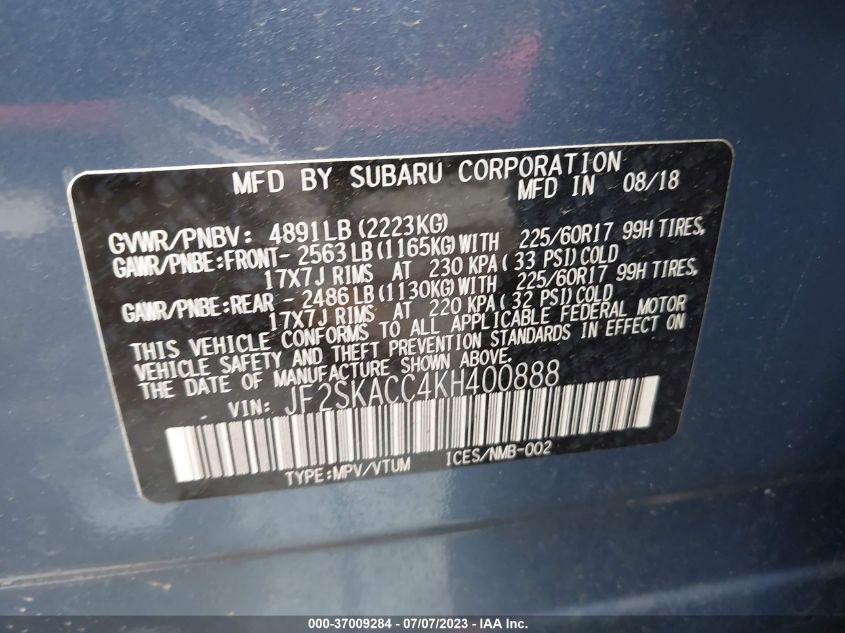 MFD BY SUBARU CORPORATION
MFD IN 08/18
GVWR/PNBV: 4891LB (2223KG)
GAWR/PNBE:FRONT- 2563LB(1165KG)WITH 225/60R17 99H TIRES,
17X7J RIMS AT 230 KPA( 33 PSI)COLD
GAWR/PNBE:REAR - 2486LB(1130KG)WITH 225/60R17 99H TIRES,
17X7J RIMS AT 220 KPA( 32 PSI)COLD
THIS VEHICLE CONFORMS TO ALL APPLICABLE FEDERAL MOTOR
VEHICLE SAFETY AND THEFT PREVENTION STANDARDS IN EFFECT ON
THE DATE OF MANUFACTURE SHOWN ABOVE.
VIN: JF2SKACC4KH400888
TYPE:MPV/VTUM ICES/NMB-002
000-37009284 - 07/07/2023 - © IAA Inc.